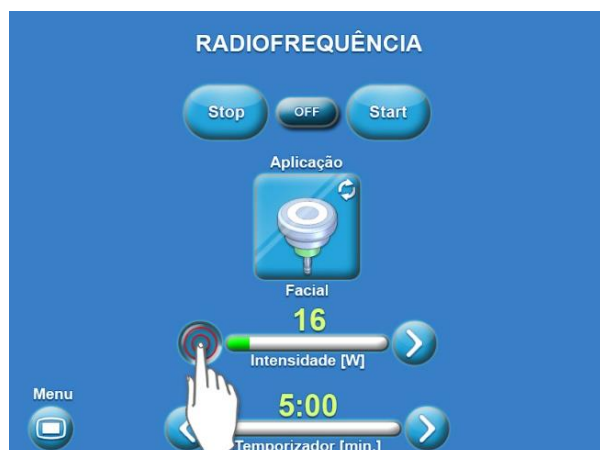 RADIOFREQUÊNCIA
Stop OFF Start
Aplicação
Facial
16
Intensidade [W]
Menu
5:00
Temporizador [min.]